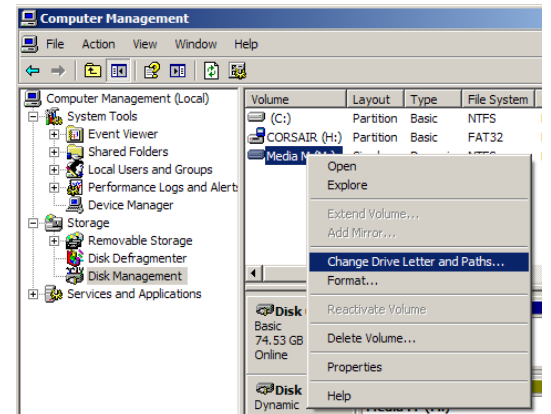 Computer Management
File Action View Window Help
Computer Management (Local)
System Tools
Event Viewer
Shared Folders
Local Users and Groups
Performance Logs and Alert
Device Manager
Storage
Removable Storage
Disk Defragmenter
Disk Management
Services and Applications
Volume Layout Type File System
(C:) Partition Basic NTFS
CORSAIR (H:) Partition Basic FAT32
Media
Open
Explore
Extend Volume...
Add Mirror...
Change Drive Letter and Paths...
Format...
Reactivate Volume
Delete Volume...
Properties
Help
Disk
Basic
74.53 GB
Online
Disk
Dynamic